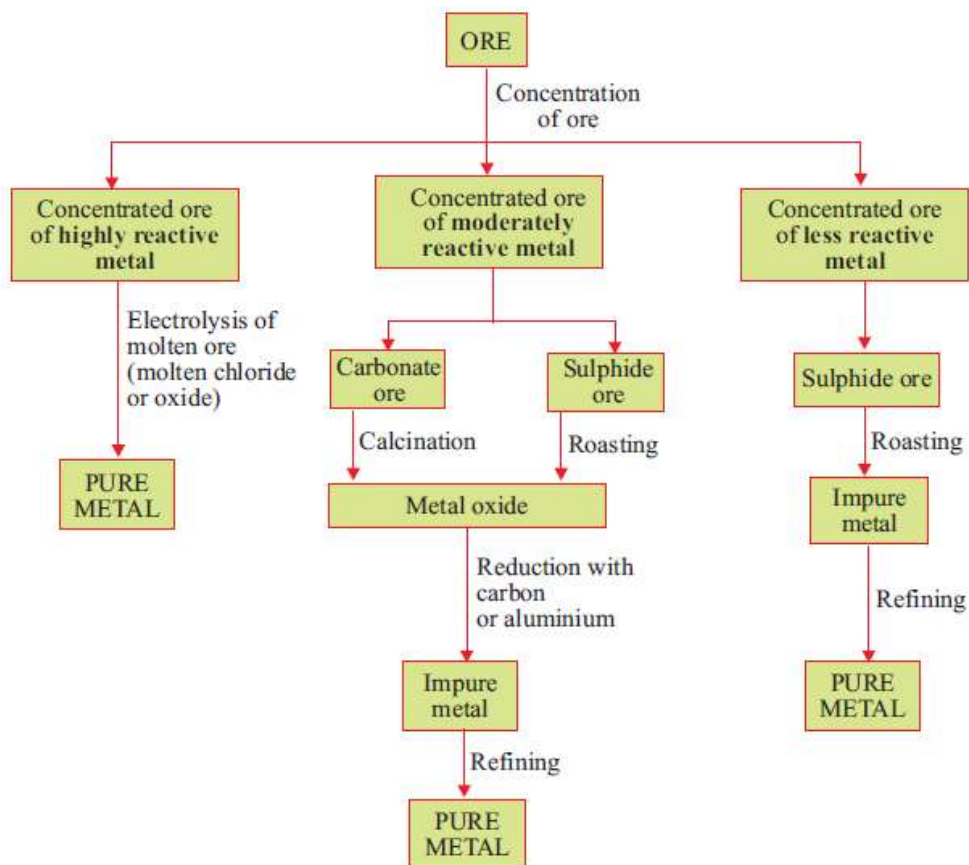 ORE
Concentration
of ore
Concentrated ore
of highly reactive
metal
Concentrated ore
of moderately
reactive metal
Concentrated ore
of less reactive
metal
Electrolysis of
molten ore
(molten chloride
or oxide)
Carbonate
ore
Sulphide
ore
Sulphide ore
Calcination
Roasting
Roasting
PURE
METAL
Metal oxide
Impure
metal
Reduction with
carbon
or aluminium
Refining
Impure
metal
PURE
METAL
Refining
PURE
METAL